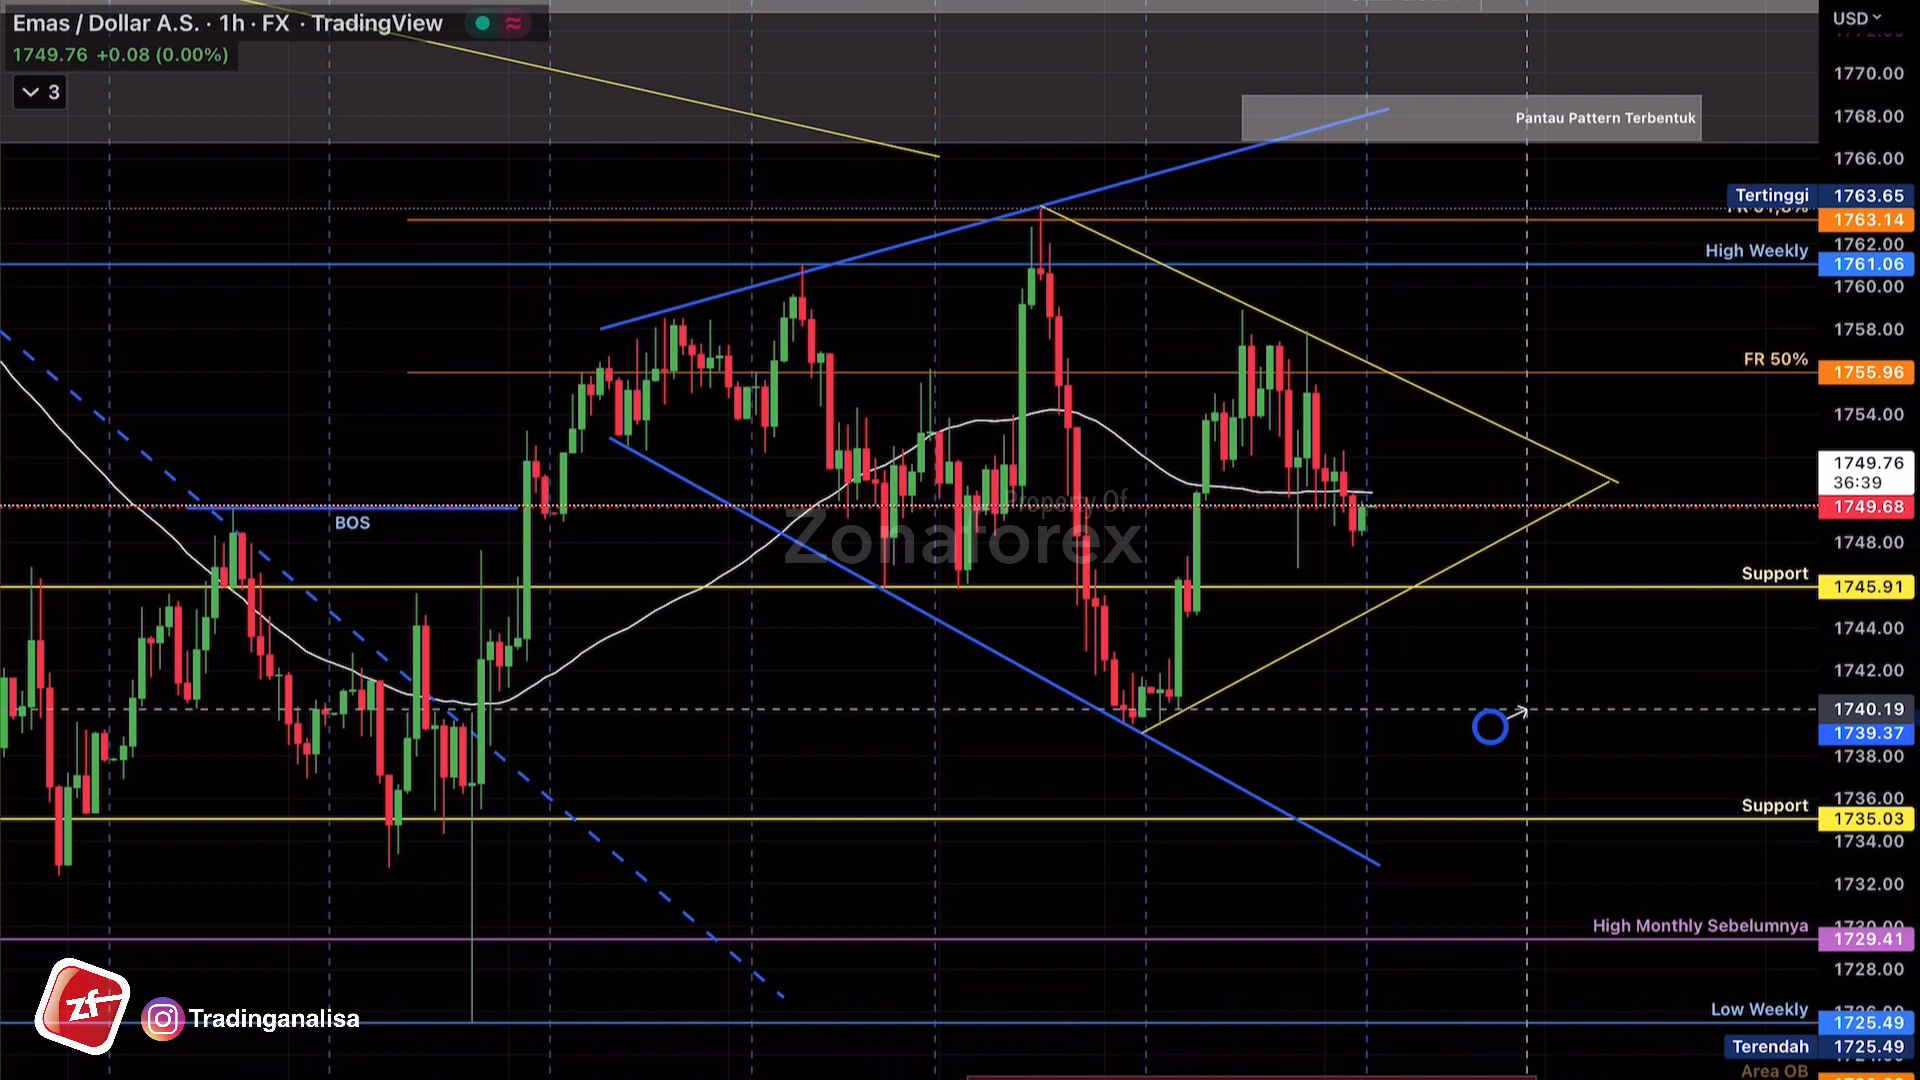 Emas / Dollar A.S. · 1h · FX · TradingView
1749.76 +0.08 (0.00%)
3
USD
1770.00
Pantau Pattern Terbentuk
1768.00
1766.00
Tertinggi 1763.65
1763.14
1762.00
High Weekly
1761.06
1760.00
1758.00
FR 50%
1755.96
1754.00
1749.76
36:39
1749.68
BOS
Property Of
Zonaforex
1748.00
Support
1745.91
1744.00
1742.00
1740.19
1739.37
1738.00
1736.00
Support
1735.03
1734.00
1732.00
High Monthly Sebelumnya
1729.41
1728.00
zf
Tradinganalisa
Low Weekly
1725.49
Terendah 1725.49
Area OB